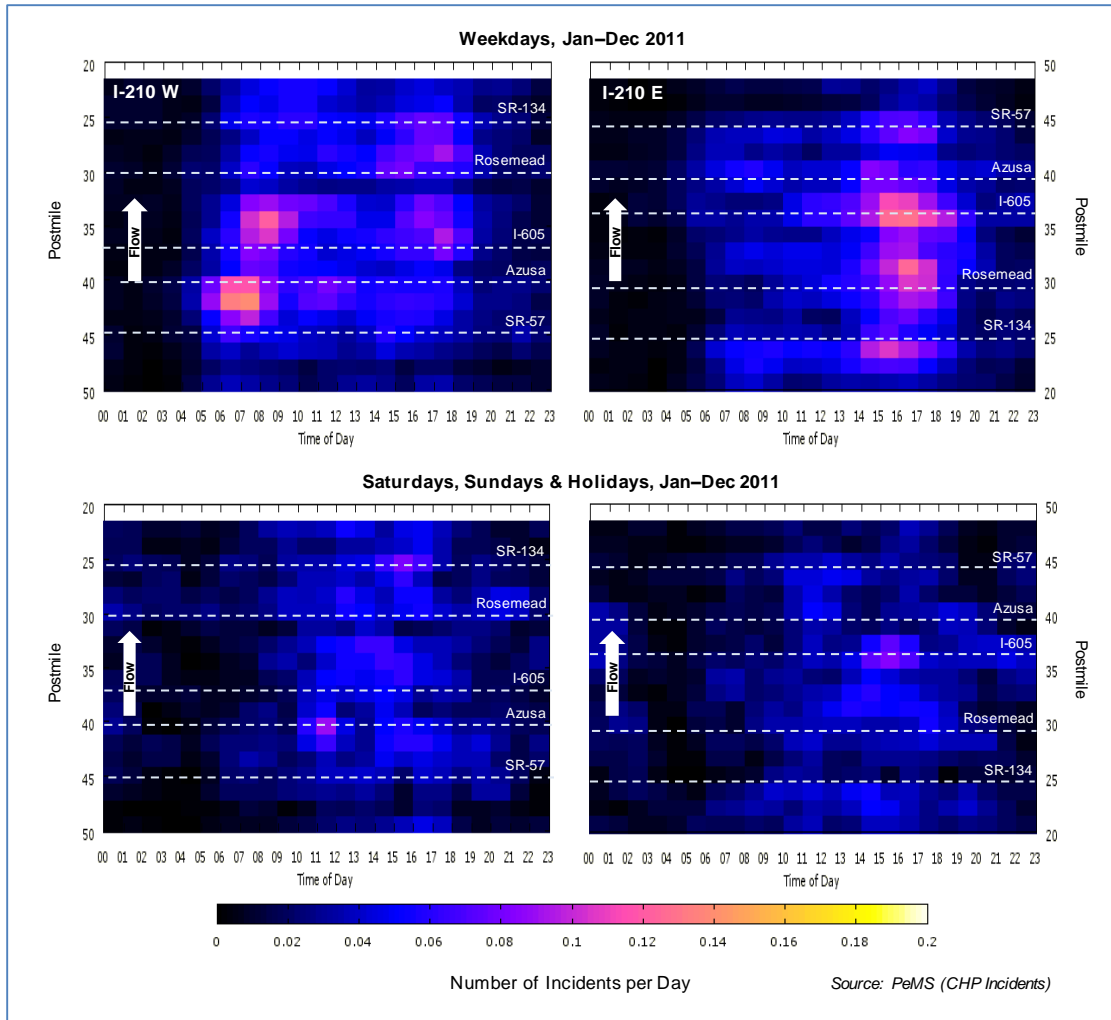 Weekdays, Jan–Dec 2011
I-210 W
20
25
30
35
40
45
50
Postmile
Flow
SR-134
Rosemead
I-605
Azusa
SR-57
00 01 02 03 04 05 06 07 08 09 10 11 12 13 14 15 16 17 18 19 20 21 22 23
Time of Day
I-210 E
50
45
40
35
30
25
20
Postmile
Flow
SR-57
Azusa
I-605
Rosemead
SR-134
00 01 02 03 04 05 06 07 08 09 10 11 12 13 14 15 16 17 18 19 20 21 22 23
Time of Day
Saturdays, Sundays & Holidays, Jan–Dec 2011
20
25
30
35
40
45
50
Postmile
Flow
SR-134
Rosemead
I-605
Azusa
SR-57
00 01 02 03 04 05 06 07 08 09 10 11 12 13 14 15 16 17 18 19 20 21 22 23
Time of Day
50
45
40
35
30
25
20
Postmile
Flow
SR-57
Azusa
I-605
Rosemead
SR-134
00 01 02 03 04 05 06 07 08 09 10 11 12 13 14 15 16 17 18 19 20 21 22 23
Time of Day
0 0.02 0.04 0.06 0.08 0.1 0.12 0.14 0.16 0.18 0.2
Number of Incidents per Day
Source: PeMS (CHP Incidents)